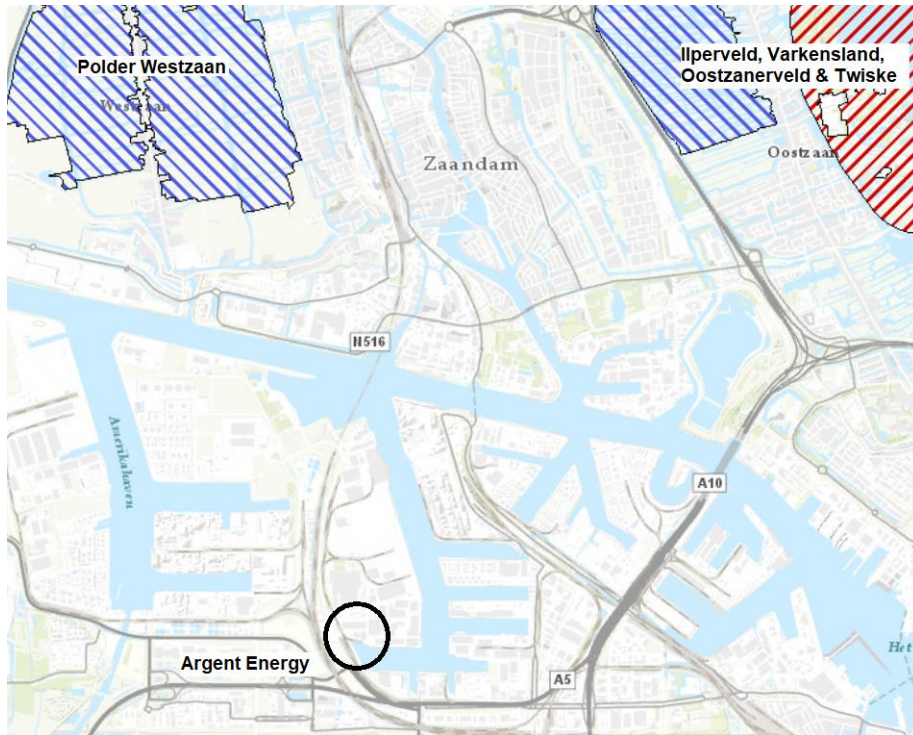 Polder Westzaan
Ilperveld, Varkensland,
Oostzanerveld & Twiske
Westzaan
Oostzaan
Zaandam
N516
Amerikahaven
A10
Argent Energy
A5
Het